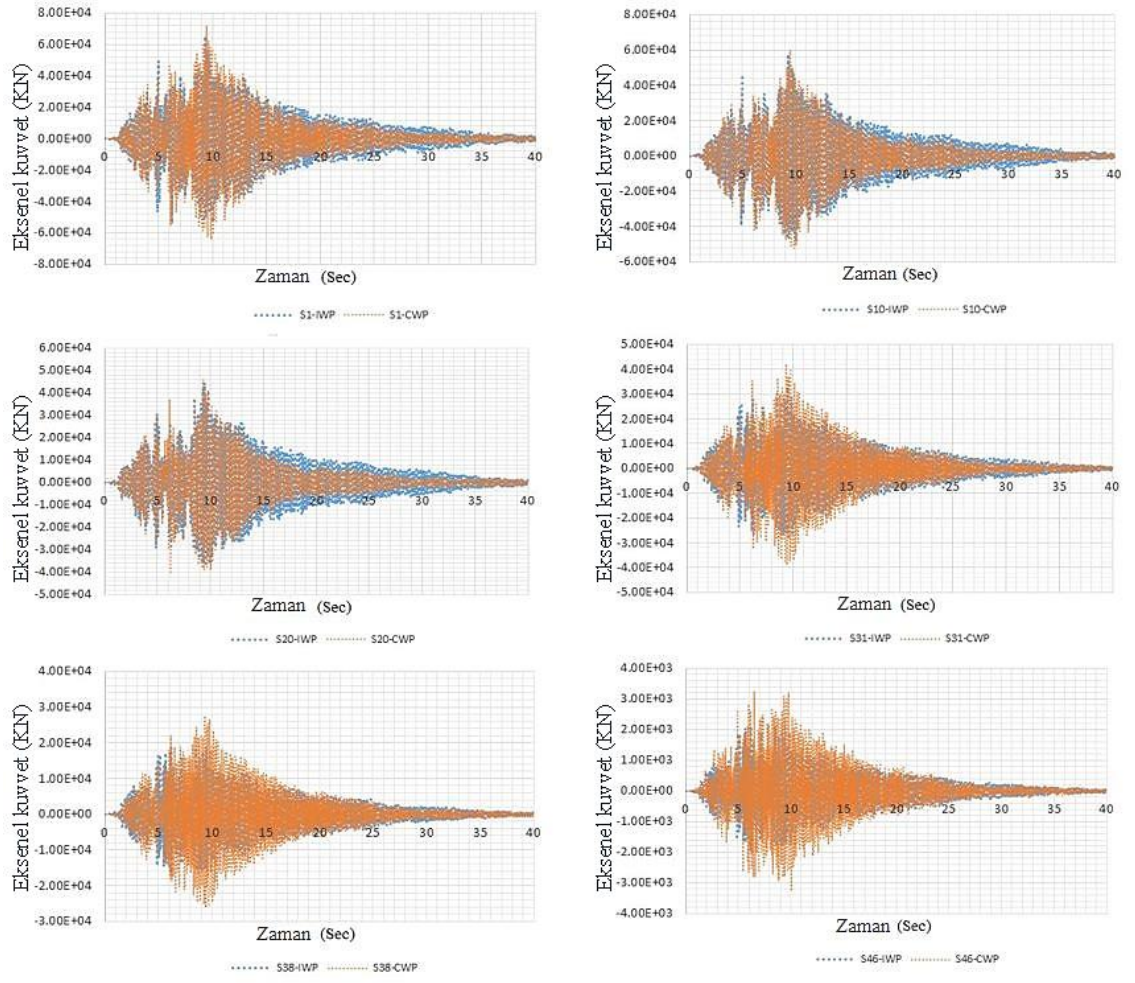 8.00E+04
6.00E+04
4.00E+04
2.00E+04
0.00E+00
-2.00E+04
-4.00E+04
-6.00E+04
-8.00E+04
0 5 10 15 20 25 30 35 40
Eksenel kuvvet (KN)
Zaman (Sec)
S1-IWP S1-CWP
8.00E+04
6.00E+04
4.00E+04
2.00E+04
0.00E+00
-2.00E+04
-4.00E+04
-6.00E+04
0 5 10 15 20 25 30 35 40
Eksenel kuvvet (KN)
Zaman (Sec)
S10-IWP S10-CWP
6.00E+04
5.00E+04
4.00E+04
3.00E+04
2.00E+04
1.00E+04
0.00E+00
-1.00E+04
-2.00E+04
-3.00E+04
-4.00E+04
-5.00E+04
0 5 10 15 20 25 30 35 40
Eksenel kuvvet (KN)
Zaman (Sec)
S20-IWP S20-CWP
5.00E+04
4.00E+04
3.00E+04
2.00E+04
1.00E+04
0.00E+00
-1.00E+04
-2.00E+04
-3.00E+04
-4.00E+04
-5.00E+04
0 5 10 15 20 25 30 35 40
Eksenel kuvvet (KN)
Zaman (Sec)
S31-IWP S31-CWP
4.00E+04
3.00E+04
2.00E+04
1.00E+04
0.00E+00
-1.00E+04
-2.00E+04
-3.00E+04
0 5 10 15 20 25 30 35 40
Eksenel kuvvet (KN)
Zaman (Sec)
S38-IWP S38-CWP
4.00E+03
3.00E+03
2.00E+03
1.00E+03
0.00E+00
-1.00E+03
-2.00E+03
-3.00E+03
-4.00E+03
0 5 10 15 20 25 30 35 40
Eksenel kuvvet (KN)
Zaman (Sec)
S46-IWP S46-CWP